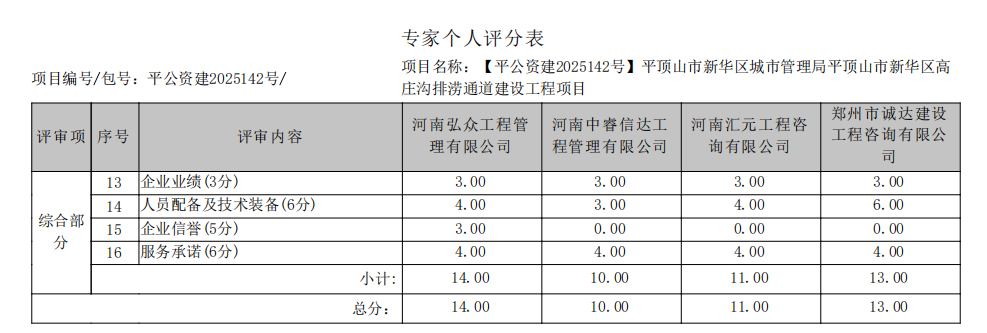 专家个人评分表
项目编号/包号: 平公资建2025142号/
项目名称: 【平公资建2025142号】平顶山市新华区城市管理局平顶山市新华区高
庄沟排涝通道建设工程项目
评审项 序号 评审内容 河南弘众工程管理有限公司 河南中睿信达工程管理有限公司 河南汇元工程咨询有限公司 郑州市诚达建设工程咨询有限公司
综合部分
13 企业业绩(3分) 3.00 3.00 3.00 3.00
14 人员配备及技术装备(6分) 4.00 3.00 4.00 6.00
15 企业信誉(5分) 3.00 0.00 0.00 0.00
16 服务承诺(6分) 4.00 4.00 4.00 4.00
小计: 14.00 10.00 11.00 13.00
总分: 14.00 10.00 11.00 13.00